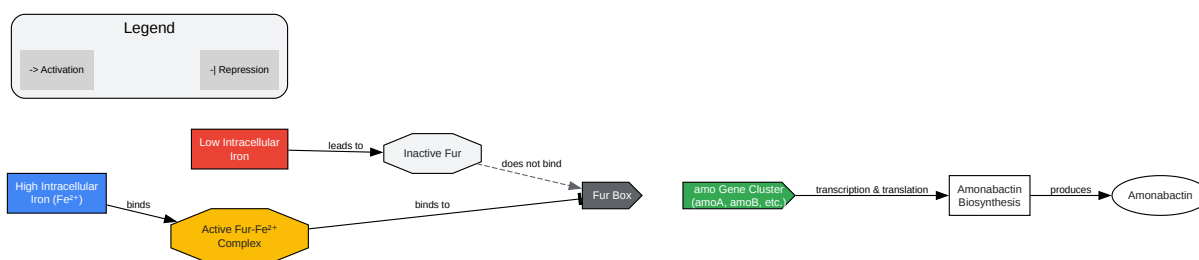 Legend
-> Activation
-| Repression
Low Intracellular
Iron
leads to
Inactive Fur
does not bind
High Intracellular
Iron (Fe²⁺)
binds
Active Fur-Fe²⁺
Complex
binds to
Fur Box
amo Gene Cluster
(amoA, amoB, etc.)
transcription & translation
Amonabactin
Biosynthesis
produces
Amonabactin